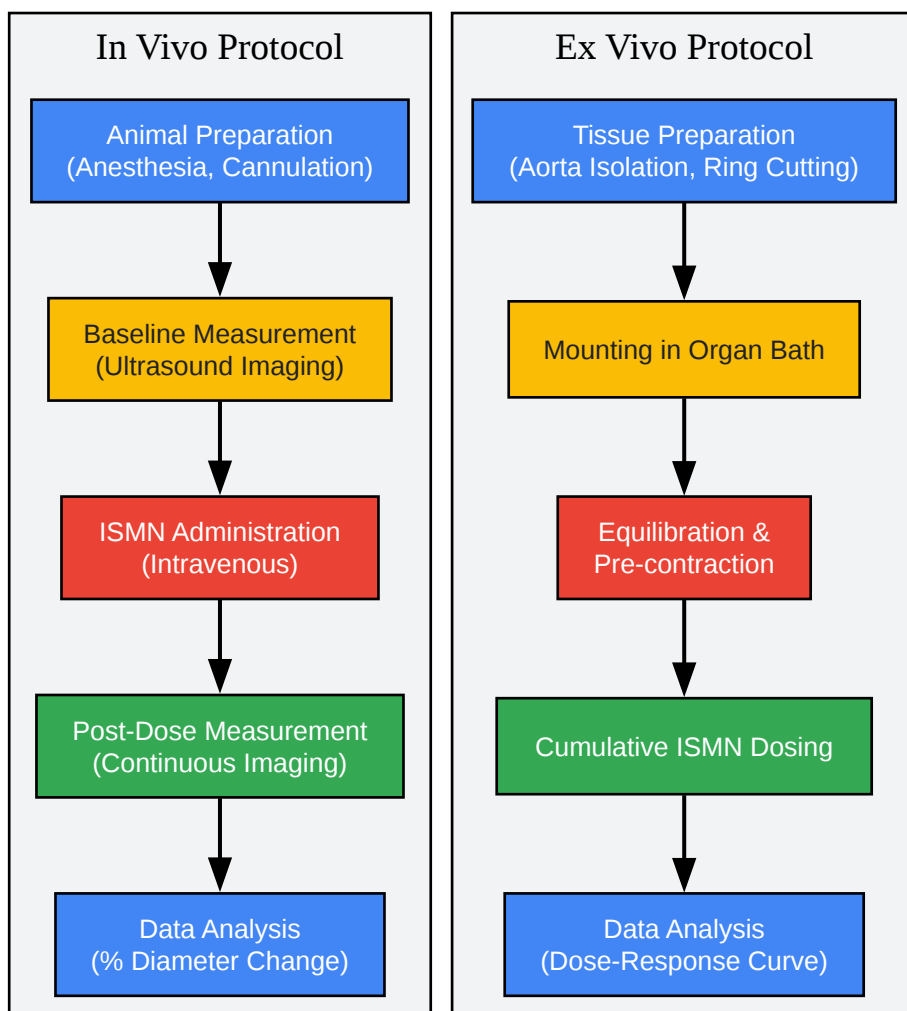 In Vivo Protocol
Animal Preparation
(Anesthesia, Cannulation)
Baseline Measurement
(Ultrasound Imaging)
ISMN Administration
(Intravenous)
Post-Dose Measurement
(Continuous Imaging)
Data Analysis
(% Diameter Change)
Ex Vivo Protocol
Tissue Preparation
(Aorta Isolation, Ring Cutting)
Mounting in Organ Bath
Equilibration &
Pre-contraction
Cumulative ISMN Dosing
Data Analysis
(Dose-Response Curve)